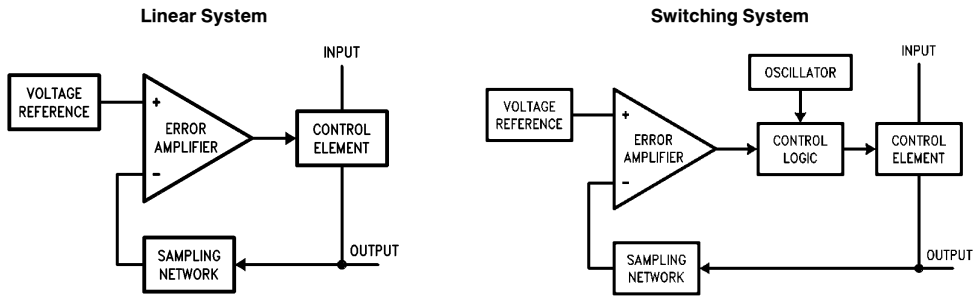 Linear System
INPUT
VOLTAGE
REFERENCE
+
ERROR
AMPLIFIER
−
CONTROL
ELEMENT
OUTPUT
SAMPLING
NETWORK
Switching System
INPUT
OSCILLATOR
VOLTAGE
REFERENCE
+
ERROR
AMPLIFIER
−
CONTROL
LOGIC
CONTROL
ELEMENT
OUTPUT
SAMPLING
NETWORK